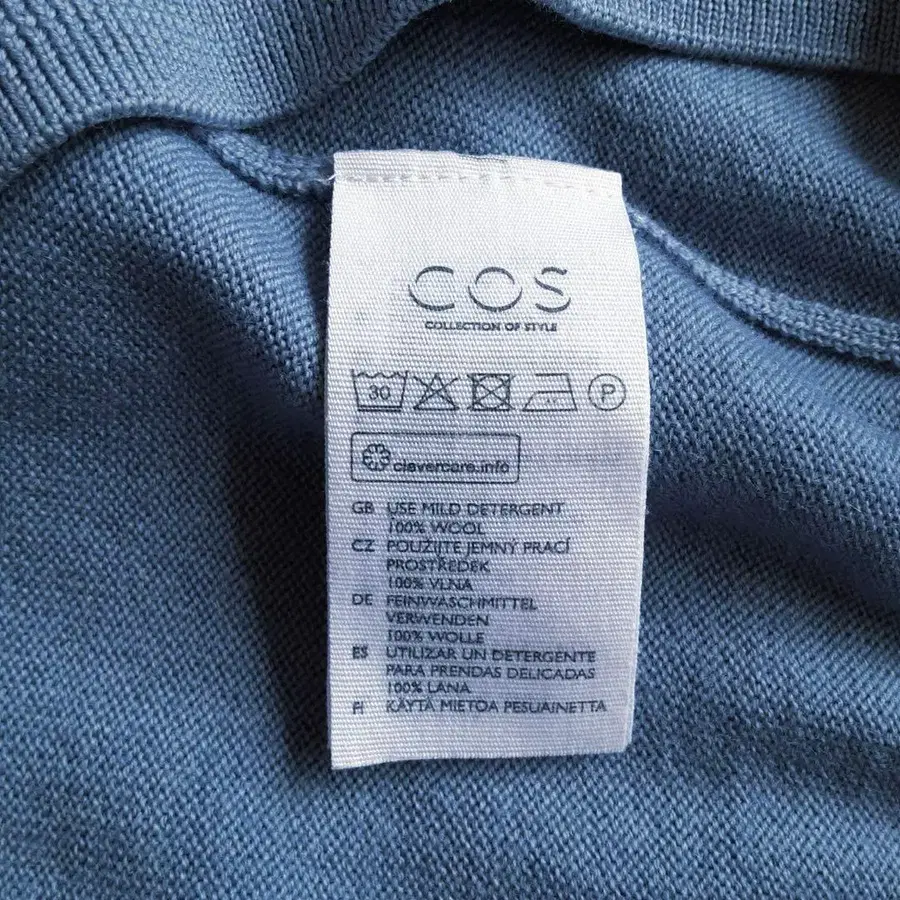 COS
COLLECTION OF STYLE
30
P
clevercare.info
GB USE MILD DETERGENT
100% WOOL
CZ POUŽIJTE JEMNÝ PRACÍ
PROSTŘEDEK
100% VLNA
DE FEINWASCHMITTEL
VERWENDEN
100% WOLLE
ES UTILIZAR UN DETERGENTE
PARA PRENDAS DELICADAS
100% LANA
FI KÄYTÄ MIETOA PESUAINETTA